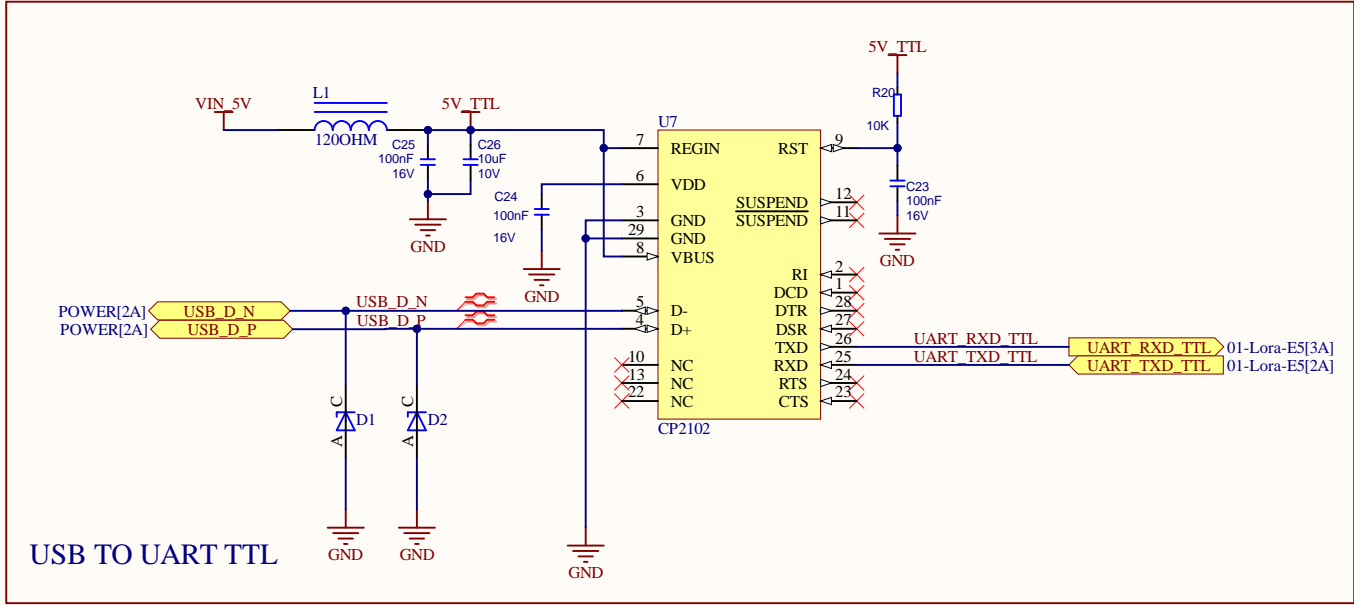 5V_TTL
VIN_5V
L1
120OHM
5V_TTL
C25
100nF
16V
C26
10uF
10V
GND
C24
100nF
16V
GND
R20
10K
C23
100nF
16V
GND
U7
7 REGIN
6 VDD
3 GND
29 GND
8 VBUS
5 D-
4 D+
10 NC
13 NC
22 NC
RST 9
SUSPEND 12
SUSPEND 11
RI 2
DCD 1
DTR 28
DSR 27
TXD 26
RXD 25
RTS 24
CTS 23
CP2102
POWER[2A] USB_D_N USB_D_N
POWER[2A] USB_D_P USB_D_P
UART_RXD_TTL UART_RXD_TTL 01-Lora-E5[3A]
UART_TXD_TTL UART_TXD_TTL 01-Lora-E5[2A]
C
D1
A
C
D2
A
GND
GND
GND
USB TO UART TTL